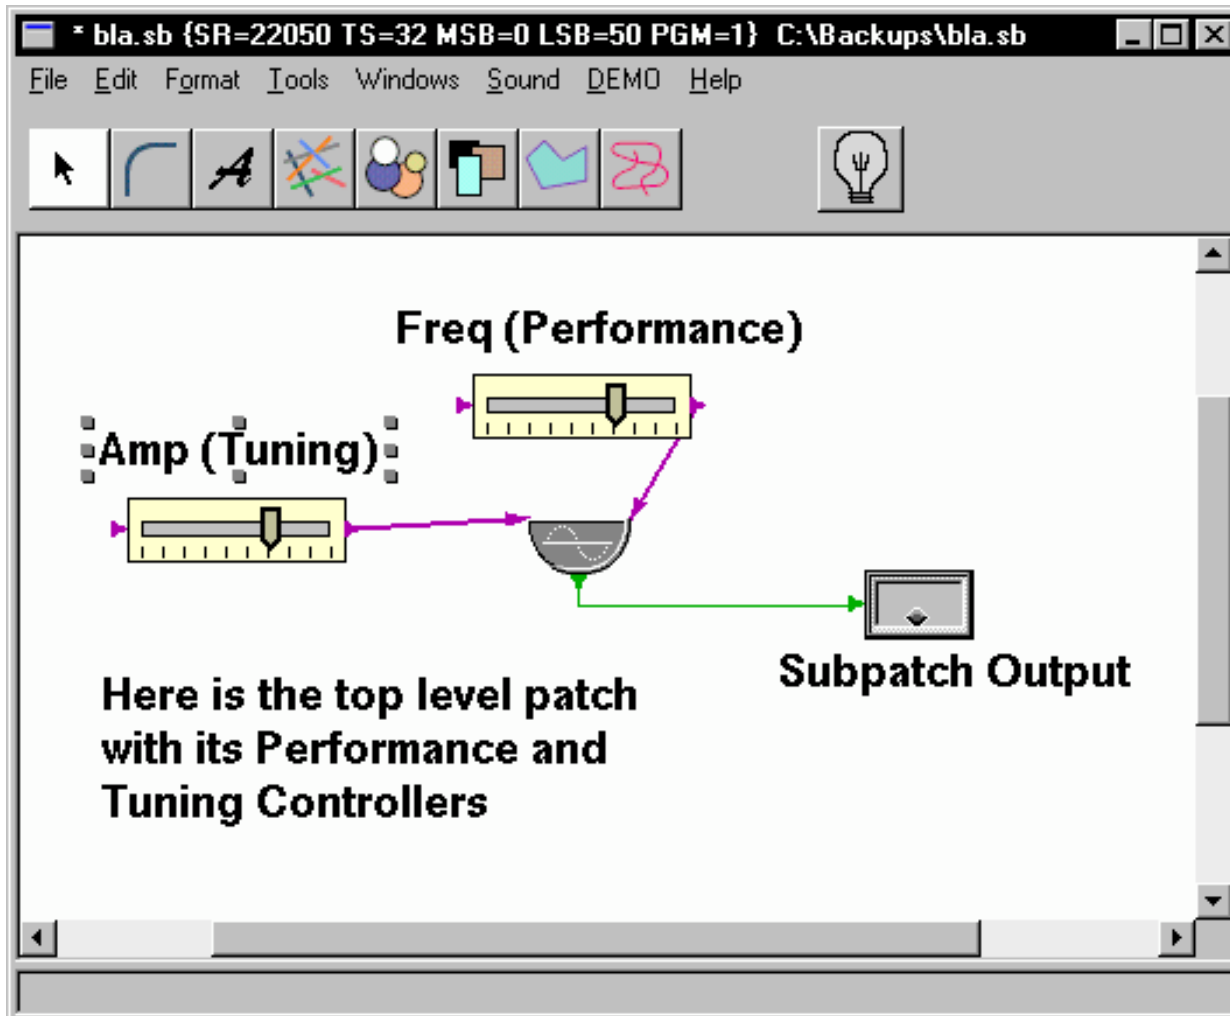 * bla.sb {SR=22050 TS=32 MSB=0 LSB=50 PGM=1} C:\Backups\bla.sb
File Edit Format Tools Windows Sound DEMO Help
A
Freq (Performance)
Amp (Tuning)
Subpatch Output
Here is the top level patch
with its Performance and
Tuning Controllers